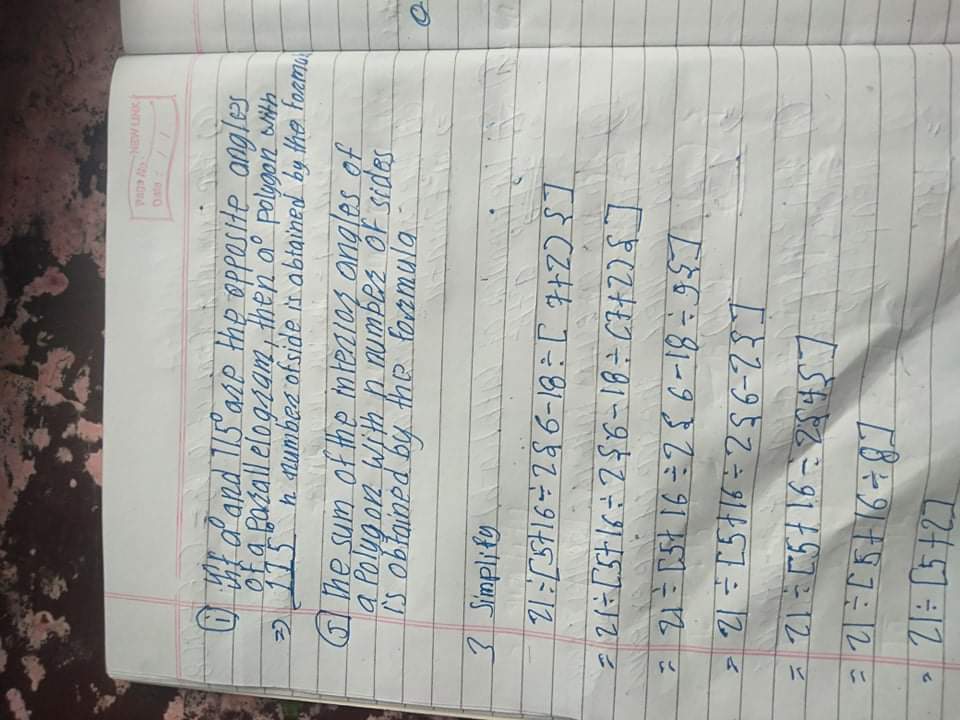 Page No.: NEW LINK
Date: / /
(i) If a° and 115° are the opposite angles
of a parallelogram, then a° polygon with
=> 115° n number of side is obtained by the formula
(5) The sum of the interior angles of
a Polygon with n number of sides
is obtained by the formula.
3 Simplify
21÷[5+16÷2{6-18÷[7+2)}]
= 21÷[5+16÷2{6-18÷(7+2)}]
= 21÷[5+16÷2{6-18÷9}]
= 21÷[5+16÷2{6-2}]
= 21÷[5+16÷2{4}]
= 21÷[5+16÷8]
= 21÷[5+2]